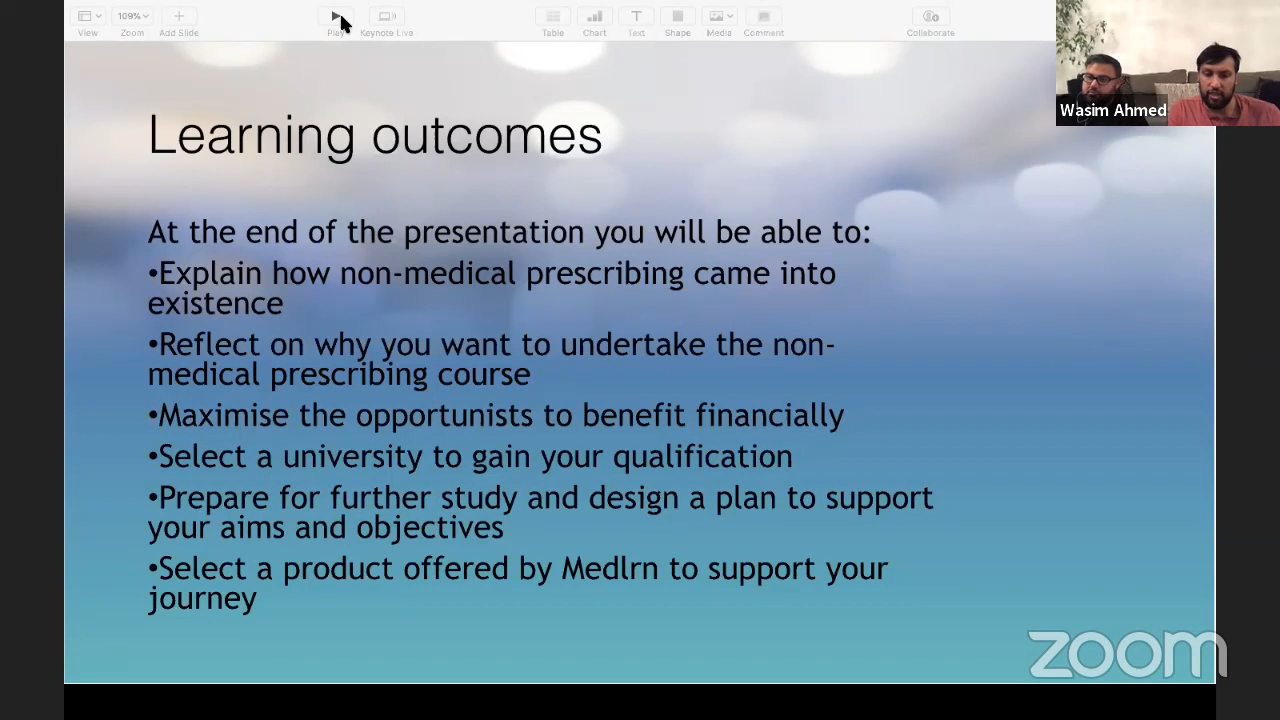 109%
View
Zoom
Add Slide
Play
Keynote Live
Table
Chart
T
Text
Shape
Media
Comment
Collaborate
Wasim Ahmed
Learning outcomes
At the end of the presentation you will be able to:
•Explain how non-medical prescribing came into
existence
•Reflect on why you want to undertake the non-
medical prescribing course
•Maximise the opportunists to benefit financially
•Select a university to gain your qualification
•Prepare for further study and design a plan to support
your aims and objectives
•Select a product offered by Medlrn to support your
journey
zoom